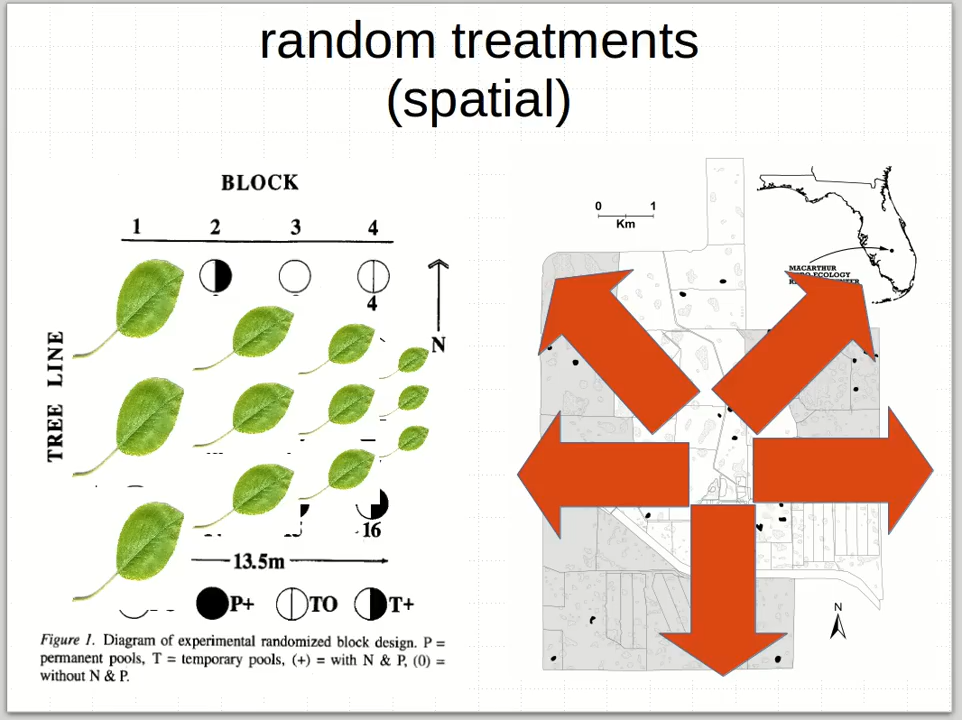 random treatments
(spatial)
BLOCK
1 2 3 4
4
N
TREE LINE
16
13.5m
P+ TO T+
Figure 1. Diagram of experimental randomized block design. P =
permanent pools, T = temporary pools, (+) = with N & P, (0) =
without N & P.
0 1
Km
MACARTHUR
N